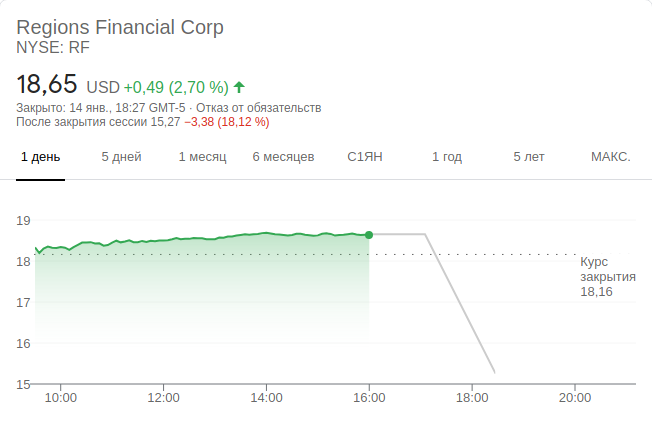 Regions Financial Corp
NYSE: RF
18,65 USD +0,49 (2,70 %)
Закрыто: 14 янв., 18:27 GMT-5 · Отказ от обязательств
После закрытия сессии 15,27 −3,38 (18,12 %)
1 день 5 дней 1 месяц 6 месяцев С1ЯН 1 год 5 лет МАКС.
19
18
17
16
15
Курс
закрытия
18,16
10:00 12:00 14:00 16:00 18:00 20:00